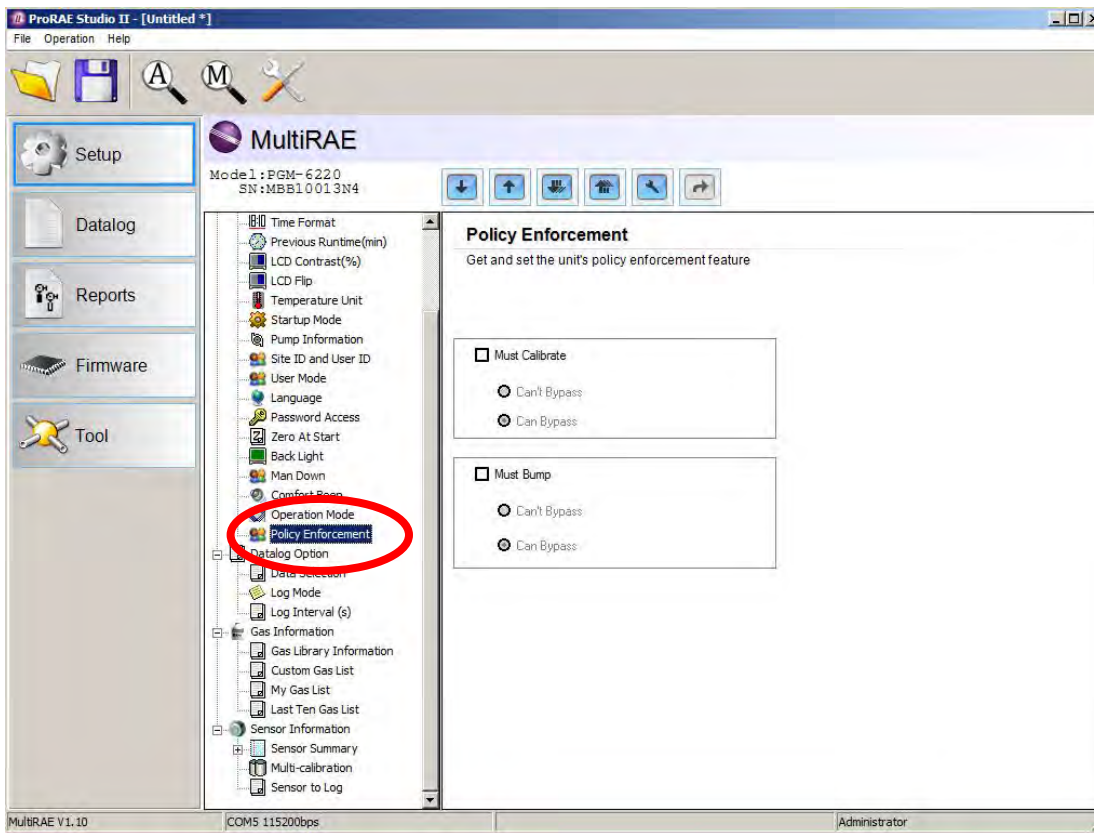 ProRAE Studio II - [Untitled *]
File Operation Help
A M
Setup
Datalog
Reports
Firmware
Tool
MultiRAE
Model:PGM-6220
SN:MBB10013N4
Time Format
Previous Runtime(min)
LCD Contrast(%)
LCD Flip
Temperature Unit
Startup Mode
Pump Information
Site ID and User ID
User Mode
Language
Password Access
Zero At Start
Back Light
Man Down
Comfort Beep
Operation Mode
Policy Enforcement
Datalog Option
Data Selection
Log Mode
Log Interval (s)
Gas Information
Gas Library Information
Custom Gas List
My Gas List
Last Ten Gas List
Sensor Information
Sensor Summary
Multi-calibration
Sensor to Log
Policy Enforcement
Get and set the unit's policy enforcement feature
Must Calibrate
Can't Bypass
Can Bypass
Must Bump
Can't Bypass
Can Bypass
MultiRAE V1.10
COM5 115200bps
Administrator